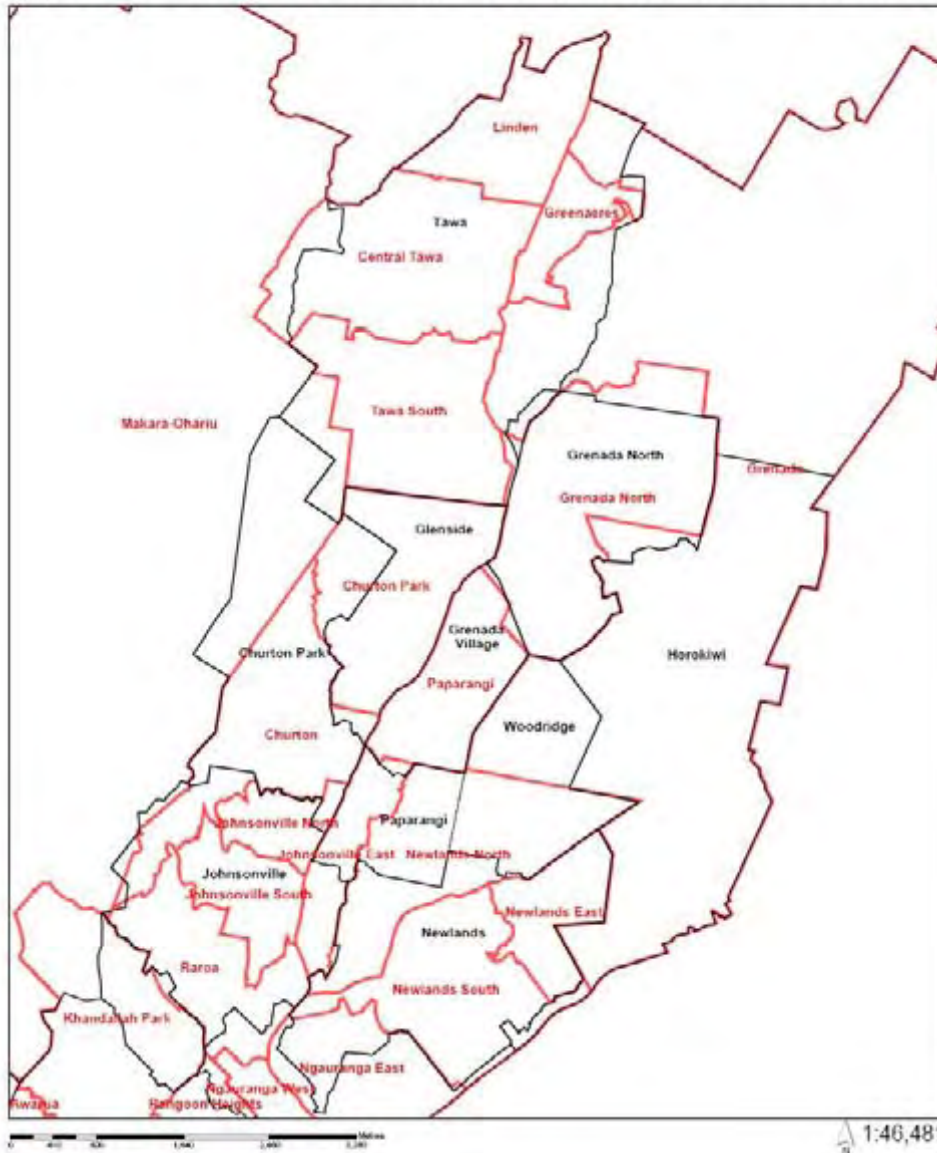 Linden
Greenacres
Tawa
Central Tawa
Tawa South
Makara-Ohariu
Grenada North
Grenada
Grenada North
Glenside
Churton Park
Grenada
Village
Churton Park
Horokiwi
Paparangi
Woodridge
Churton
Johnsonville North
Paparangi
Johnsonville East
Newlands North
Johnsonville
Johnsonville South
Newlands East
Newlands
Raroa
Newlands South
Khandallah Park
Ngauranga East
Ngauranga West
Rangoon Heights
Metres
N
1:46,48